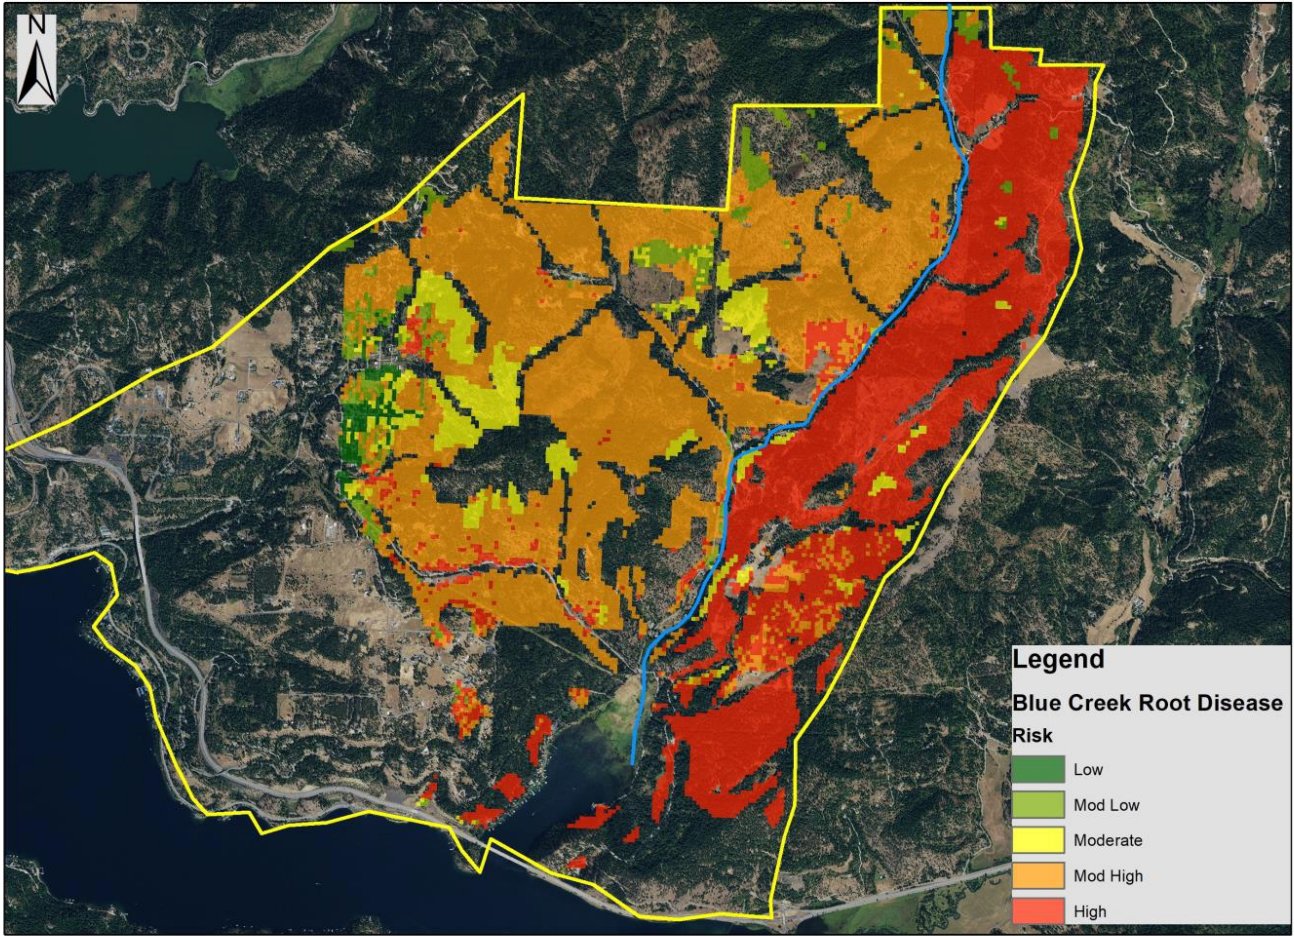 N
Legend
Blue Creek Root Disease
Risk
Low
Mod Low
Moderate
Mod High
High